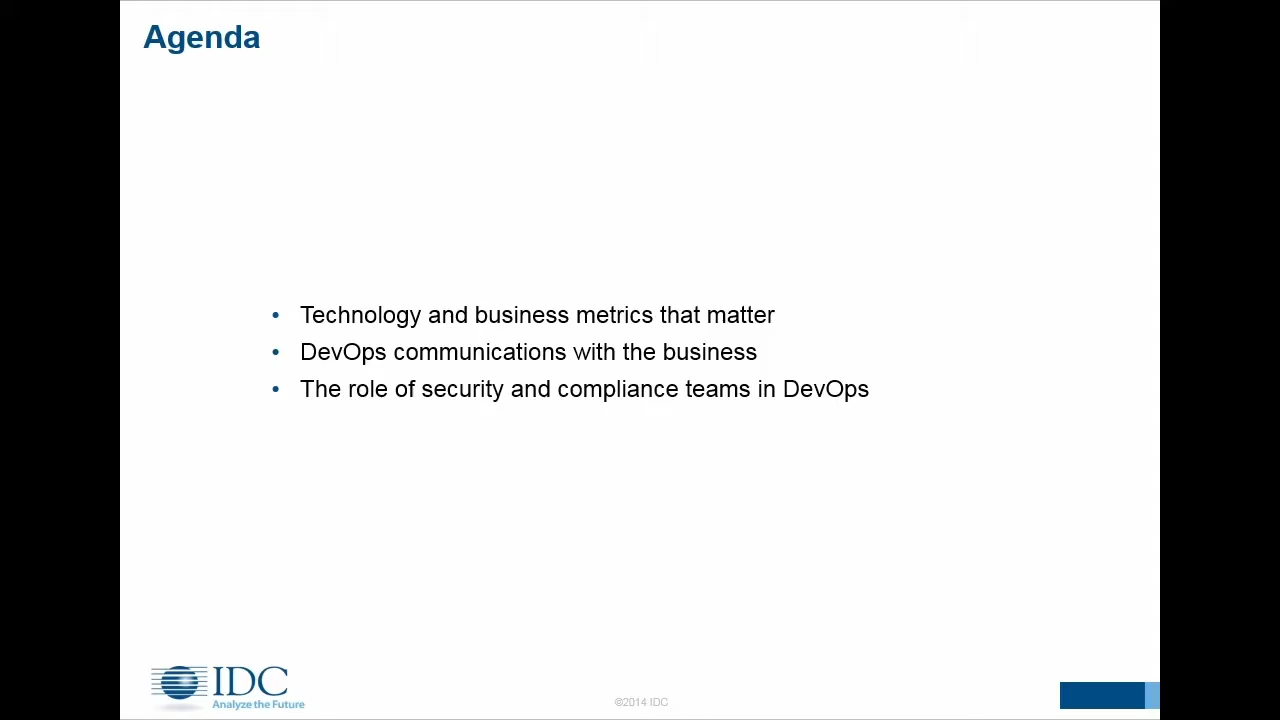 Agenda
• Technology and business metrics that matter
• DevOps communications with the business
• The role of security and compliance teams in DevOps
IDC
Analyze the Future
©2014 IDC